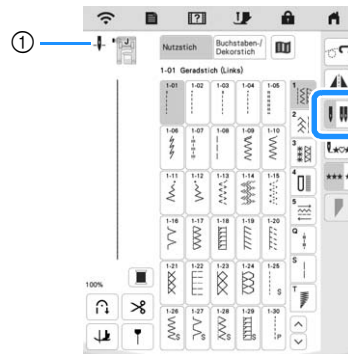 ①
Nutzstich
Buchstaben-/
Dekorstich
1-01 Geradstich (Links)
1-01 1-02 1-03 1-04 1-05
1
1-06 1-07 1-08 1-09 1-10
2
3
1-11 1-12 1-13 1-14 1-15
4
1-16 1-17 1-18 1-19 1-20
5
Q
1-21 1-22 1-23 1-24 1-25
S
S
100%
1-26 1-27 1-28 1-29 1-30
T
S S S P